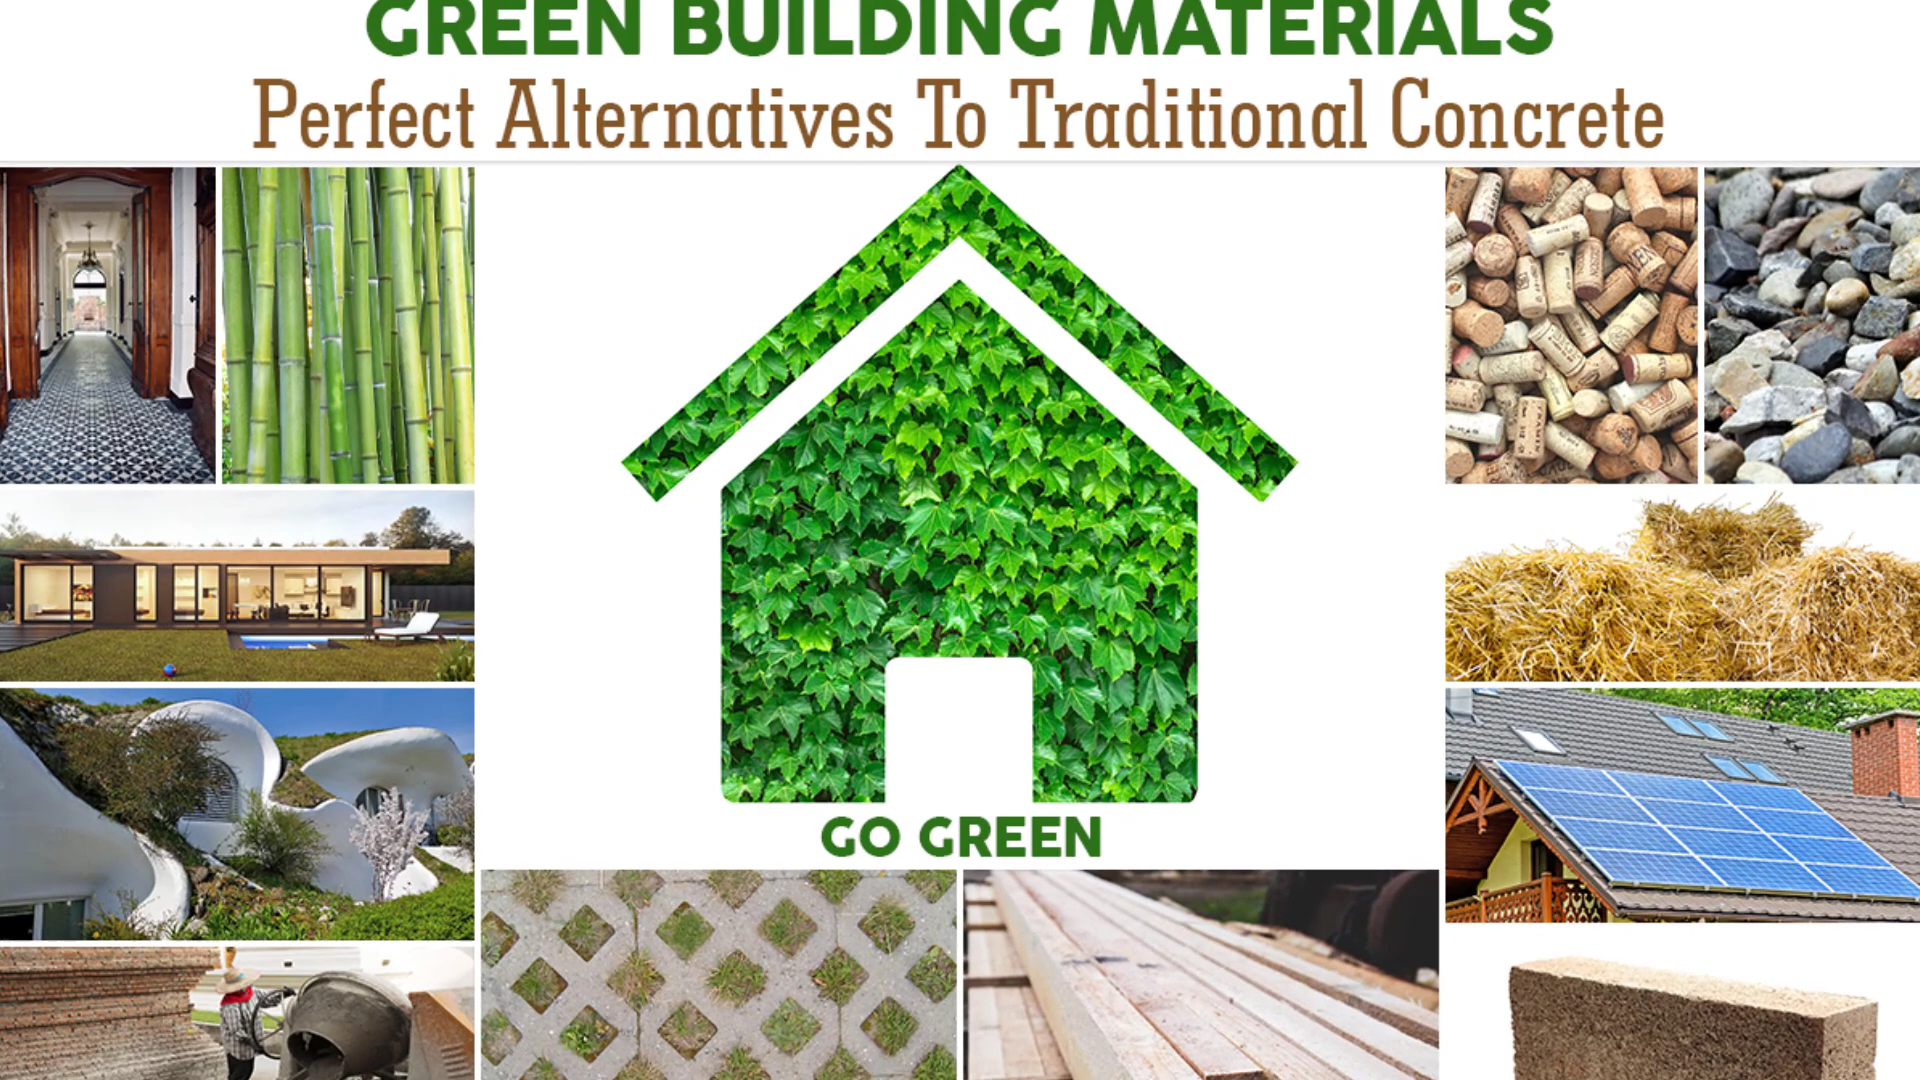 GREEN BUILDING MATERIALS
Perfect Alternatives To Traditional Concrete
GO GREEN